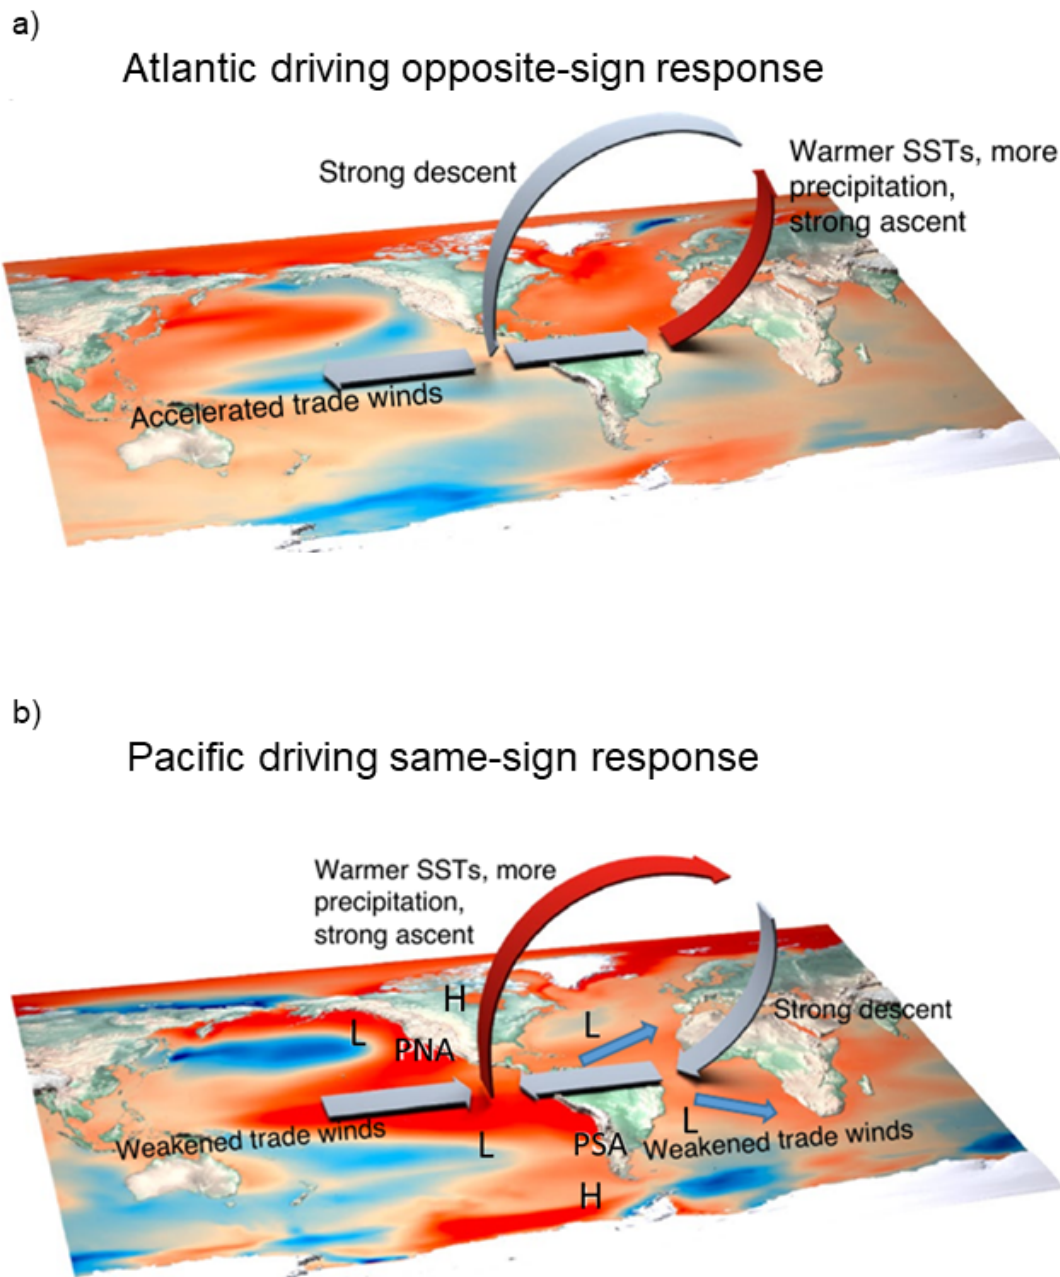 a)
Atlantic driving opposite-sign response
Strong descent
Warmer SSTs, more
precipitation,
strong ascent
Accelerated trade winds
b)
Pacific driving same-sign response
Warmer SSTs, more
precipitation,
strong ascent
H
L
PNA
L
Strong descent
Weakened trade winds
L
PSA
L
Weakened trade winds
H